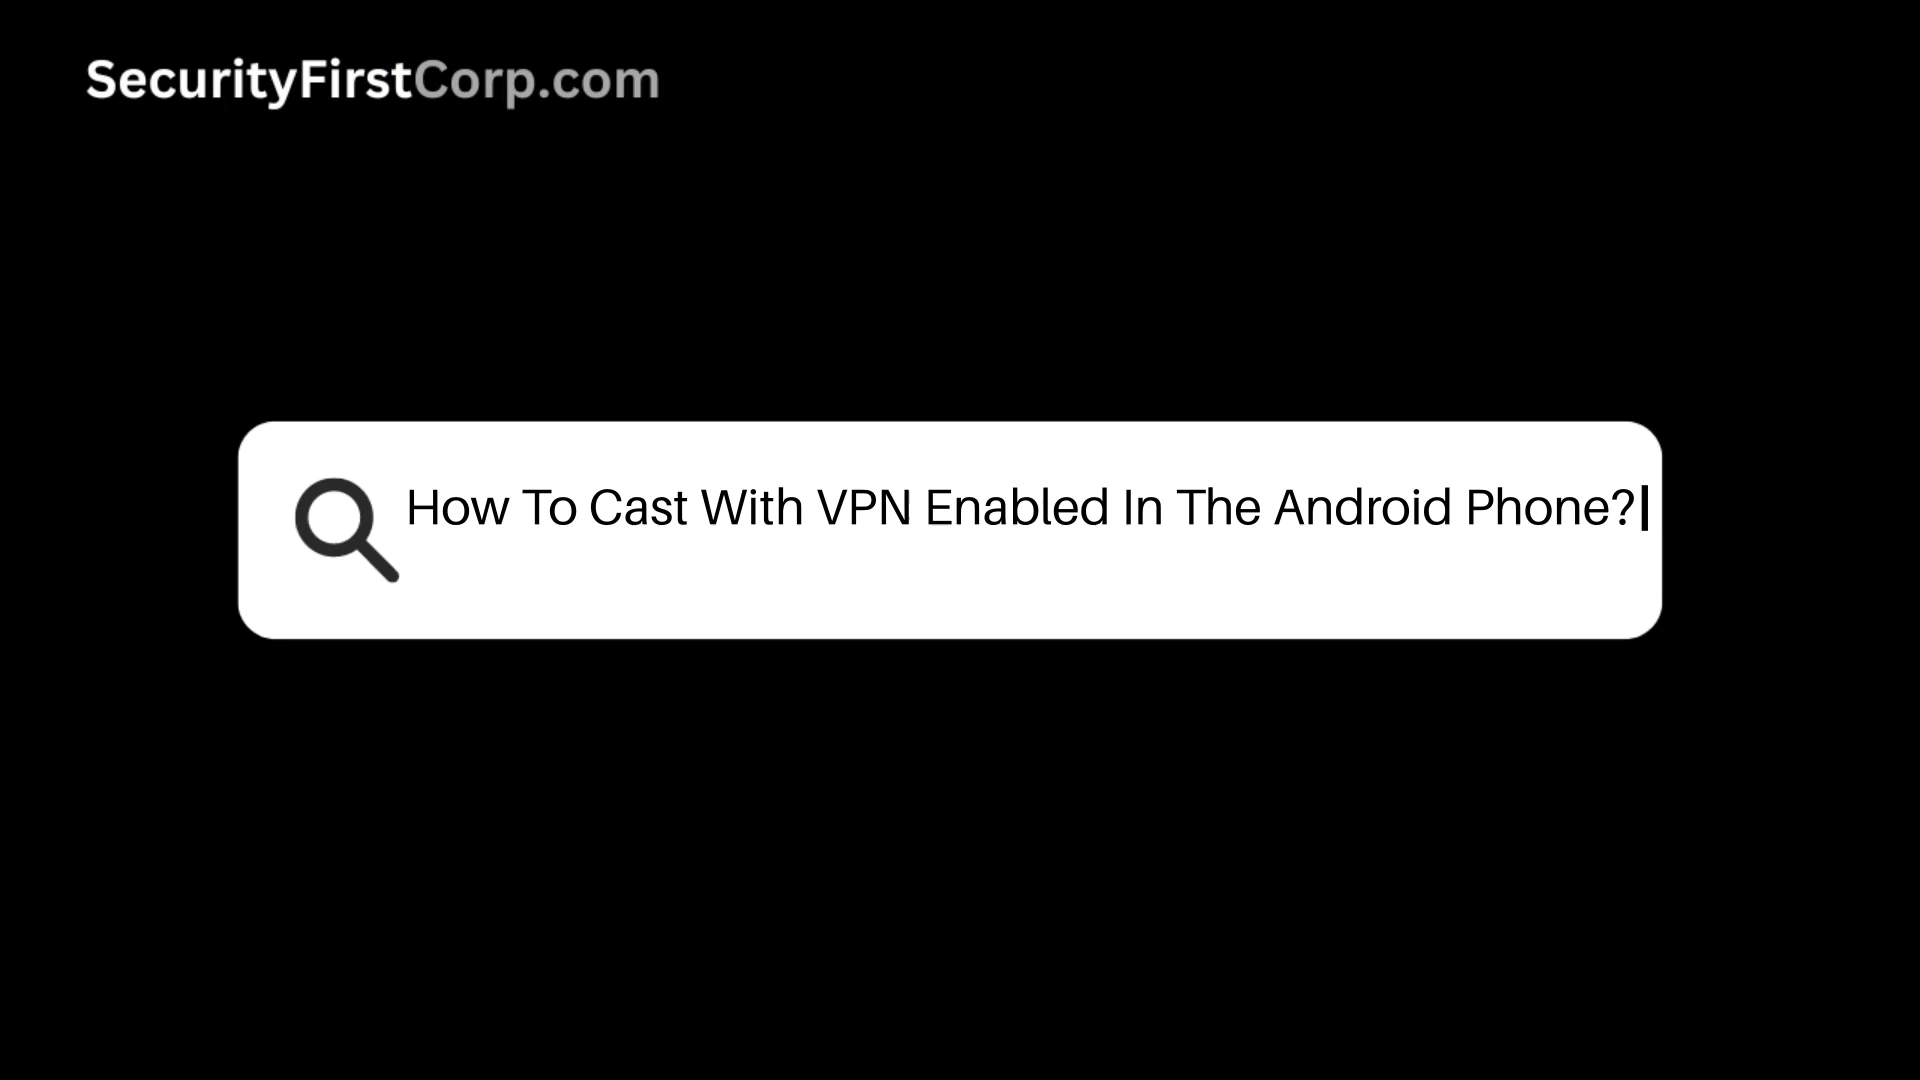 SecurityFirstCorp.com
How To Cast With VPN Enabled In The Android Phone?